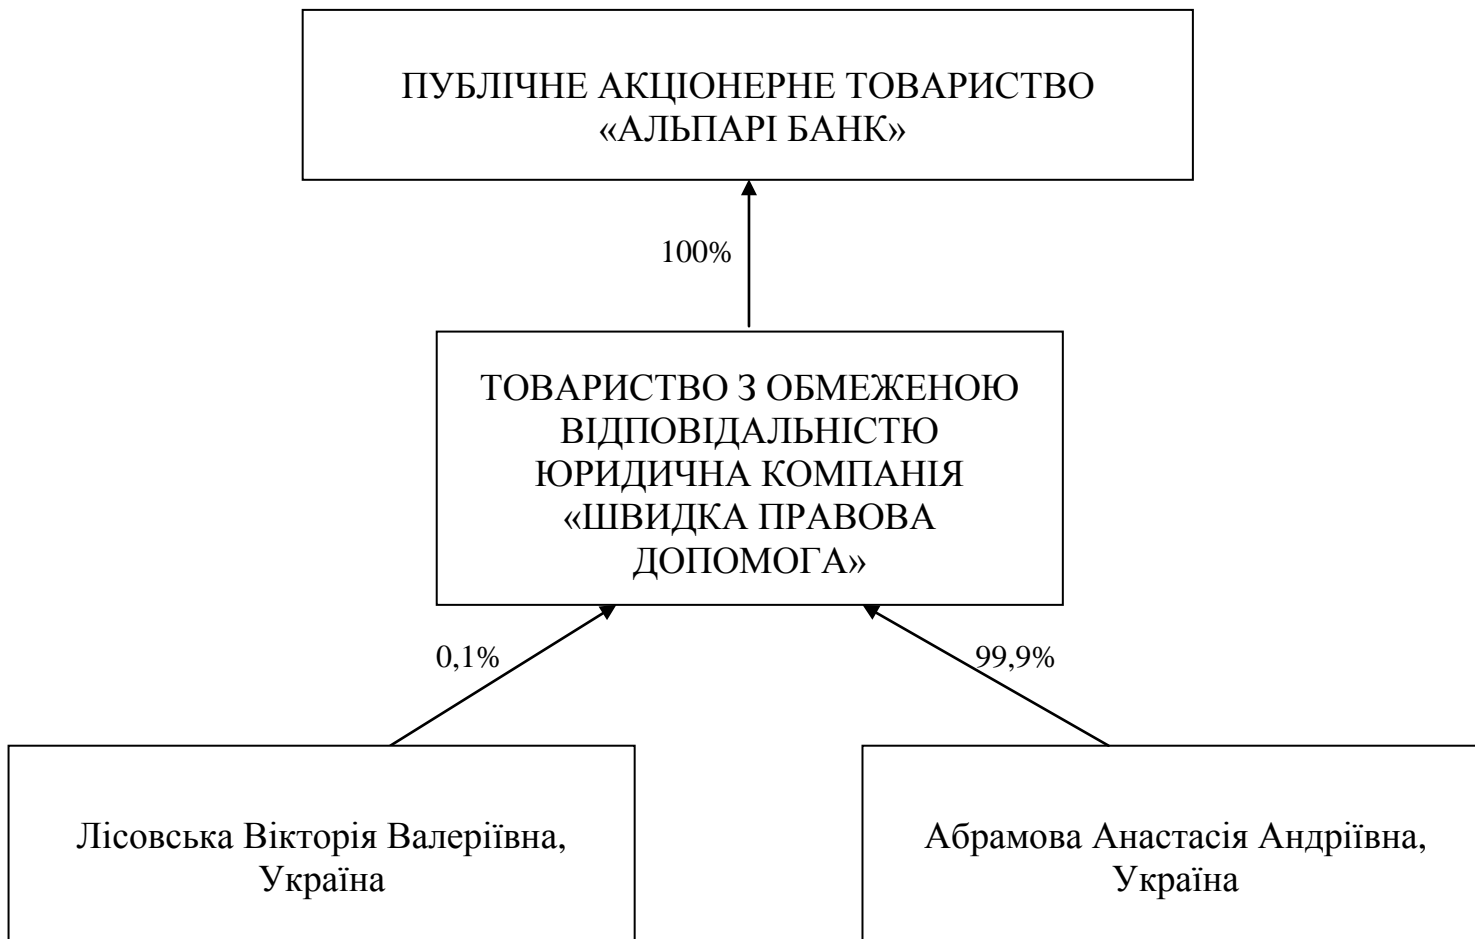 ПУБЛІЧНЕ АКЦІОНЕРНЕ ТОВАРИСТВО
«АЛЬПАРІ БАНК»
100%
ТОВАРИСТВО З ОБМЕЖЕНОЮ
ВІДПОВІДАЛЬНІСТЮ
ЮРИДИЧНА КОМПАНІЯ
«ШВИДКА ПРАВОВА
ДОПОМОГА»
0,1%
99,9%
Лісовська Вікторія Валеріївна,
Україна
Абрамова Анастасія Андріївна,
Україна